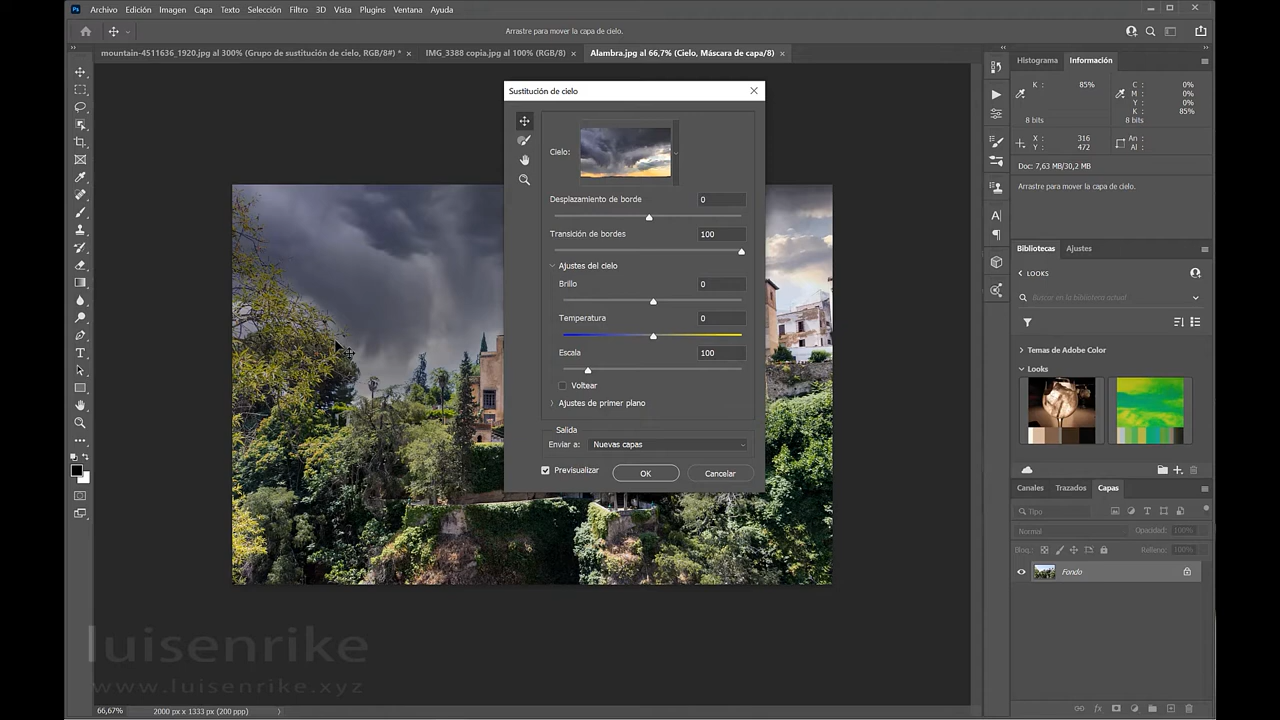 Archivo Edición Imagen Capa Texto Selección Filtro 3D Vista Plugins Ventana Ayuda
Arrastre para mover la capa de cielo.
mountain-4511636_1920.jpg al 300% (Grupo de sustitución de cielo, RGB/8#) *
IMG_3388 copia.jpg al 100% (RGB/8)
Alambra.jpg al 66,7% (Cielo, Máscara de capa/8)
Sustitución de cielo
Cielo:
Desplazamiento de borde 0
Transición de bordes 100
Ajustes del cielo
Brillo 0
Temperatura 0
Escala 100
Voltear
Ajustes de primer plano
Salida
Enviar a: Nuevas capas
Previsualizar OK Cancelar
Histograma Información
K: 85% C: 0%
M: 0%
Y: 0%
K: 85%
8 bits 8 bits
X: 316 An:
Y: 472 Al:
Doc: 7,63 MB/30,2 MB
Arrastre para mover la capa de cielo.
Bibliotecas Ajustes
LOOKS
Buscar en la biblioteca actual
Temas de Adobe Color
Looks
Canales Trazados Capas
Tipo
Normal Opacidad: 100%
Bloq.: Relleno: 100%
Fondo
luisenrike
www.luisenrike.xyz
66,67% 2000 px x 1333 px (200 ppp)